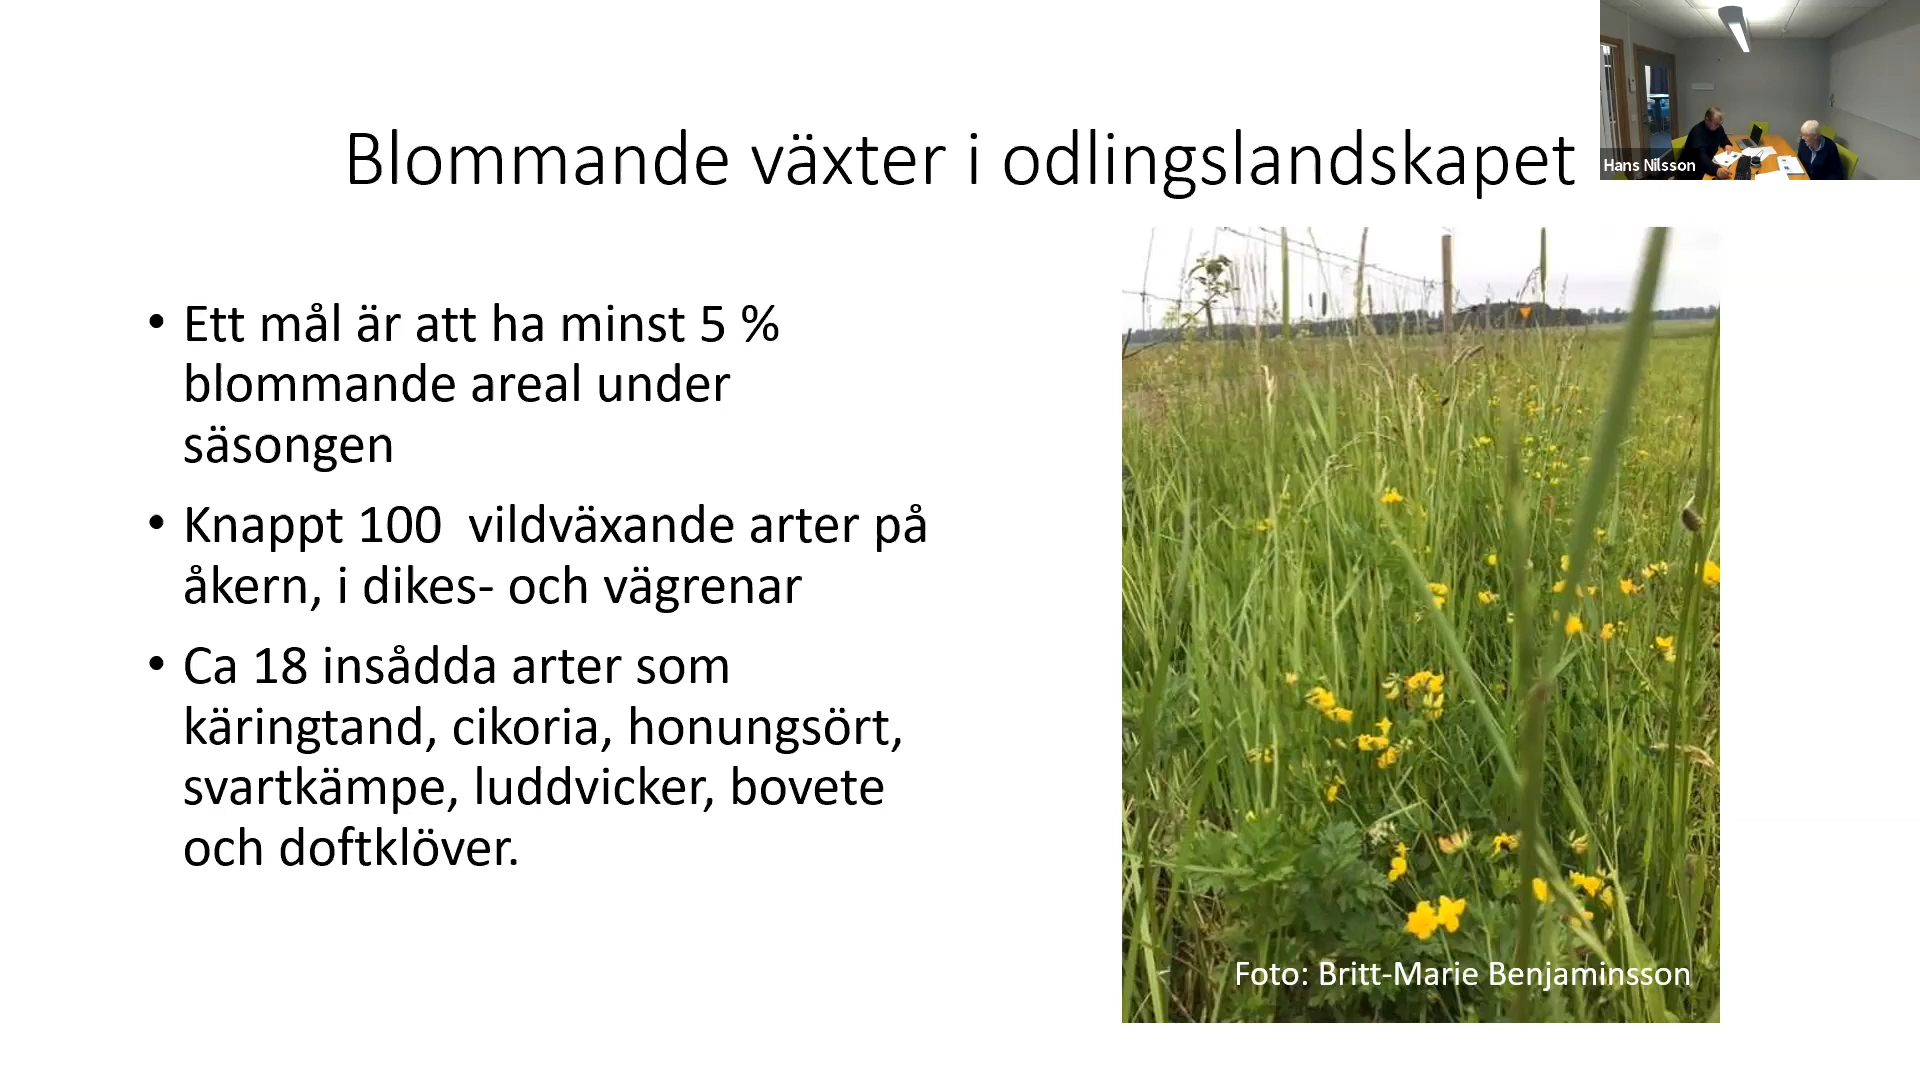 Blommande växter i odlingslandskapet
Hans Nilsson
• Ett mål är att ha minst 5 %
blommande areal under
säsongen
• Knappt 100  vildväxande arter på
åkern, i dikes- och vägrenar
• Ca 18 insådda arter som
käringtand, cikoria, honungsört,
svartkämpe, luddvicker, bovete
och doftklöver.
Foto: Britt-Marie Benjaminsson